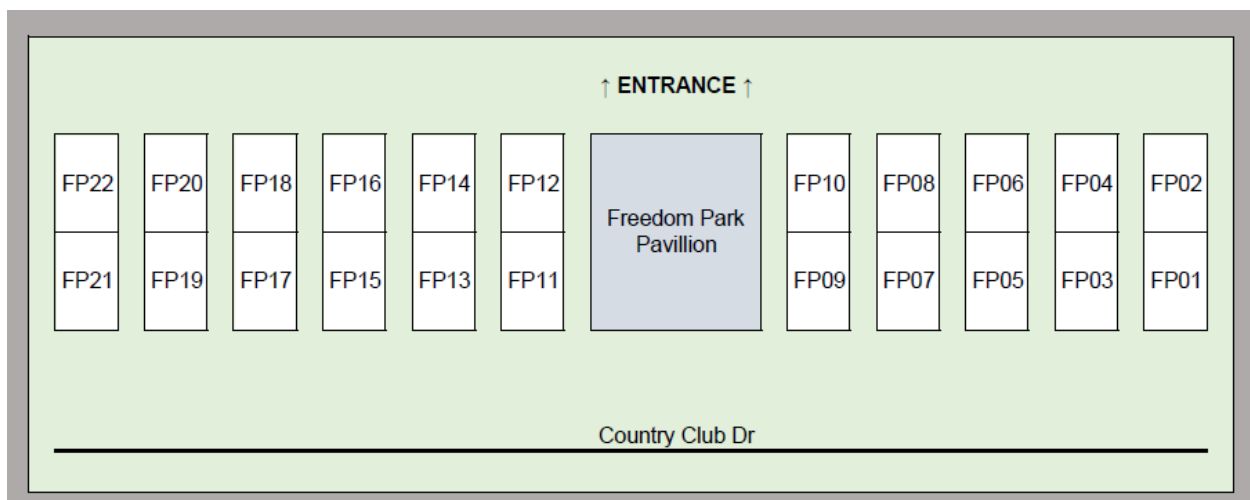 ↑ ENTRANCE ↑
FP22 FP20 FP18 FP16 FP14 FP12 FP10 FP08 FP06 FP04 FP02
Freedom Park
Pavillion
FP21 FP19 FP17 FP15 FP13 FP11 FP09 FP07 FP05 FP03 FP01
Country Club Dr